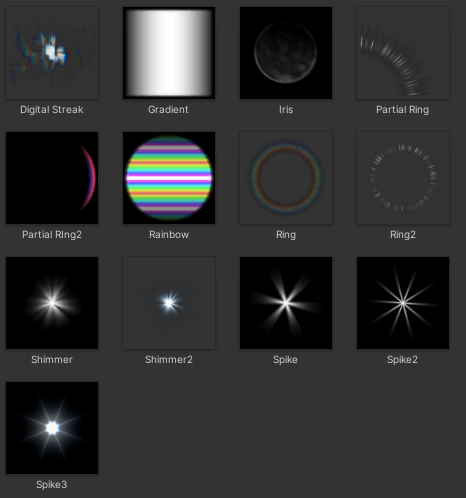 Digital Streak
Gradient
Iris
Partial Ring
Partial RIng2
Rainbow
Ring
Ring2
Shimmer
Shimmer2
Spike
Spike2
Spike3